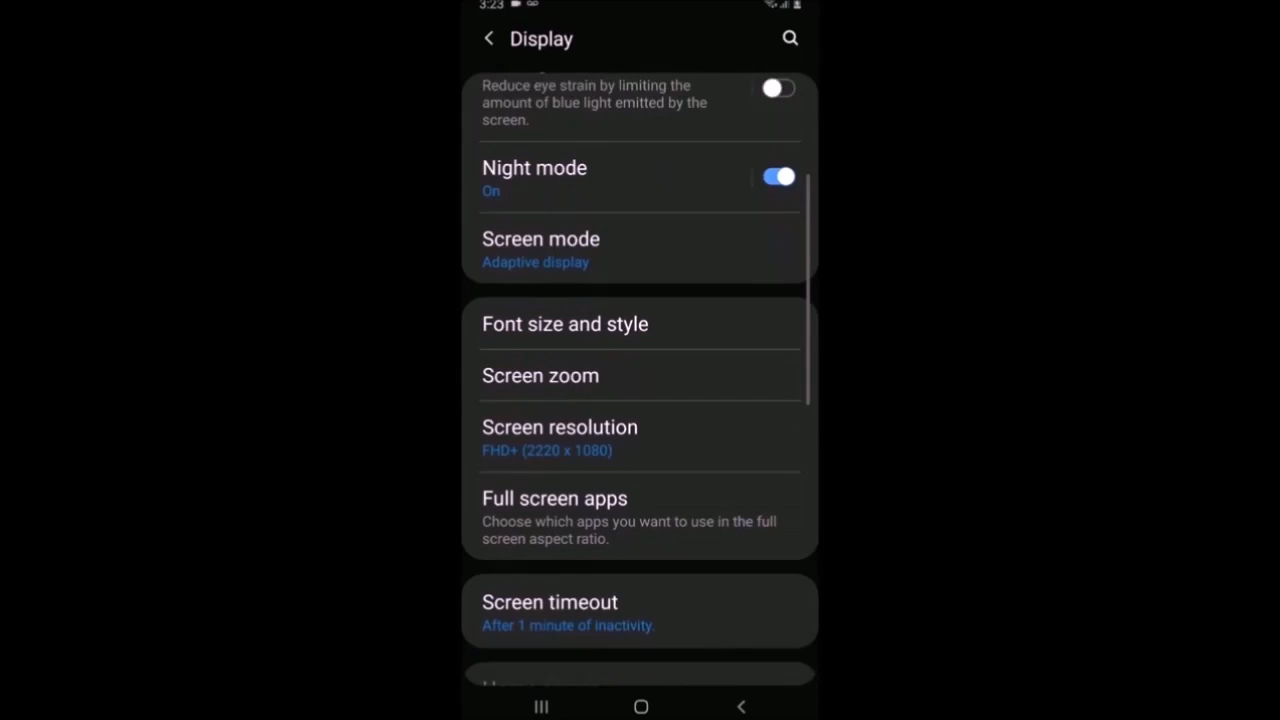 3:23
Display
Reduce eye strain by limiting the
amount of blue light emitted by the
screen.
Night mode
On
Screen mode
Adaptive display
Font size and style
Screen zoom
Screen resolution
FHD+ (2220 x 1080)
Full screen apps
Choose which apps you want to use in the full
screen aspect ratio.
Screen timeout
After 1 minute of inactivity.